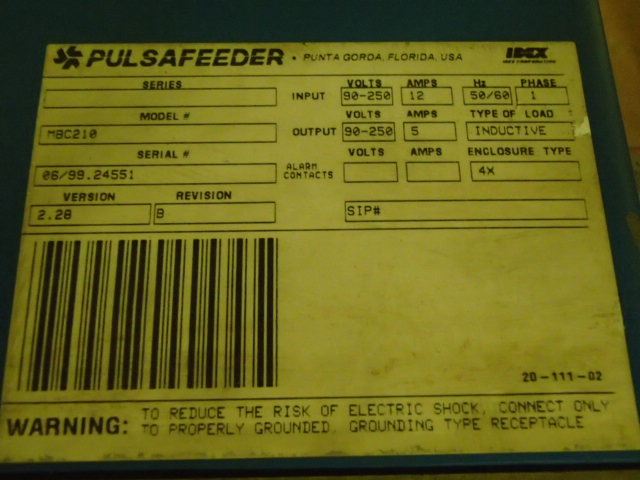 PULSAFEEDER • PUNTA GORDA, FLORIDA, USA IDEX
IDEX CORPORATION
SERIES
VOLTS AMPS Hz PHASE
INPUT 90-250 12 50/60 1
MODEL #
VOLTS AMPS TYPE OF LOAD
MBC210
OUTPUT 90-250 5 INDUCTIVE
SERIAL #
VOLTS AMPS ENCLOSURE TYPE
06/99.24551
ALARM CONTACTS 4X
VERSION REVISION
2.28 B SIP#
20-111-02
WARNING: TO REDUCE THE RISK OF ELECTRIC SHOCK, CONNECT ONLY
TO PROPERLY GROUNDED, GROUNDING TYPE RECEPTACLE